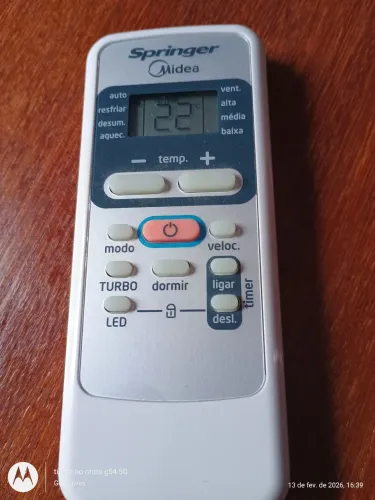 Springer
Midea
auto vent.
resfriar alta
desum. média
aquec. baixa
22
− temp. +
modo veloc.
TURBO dormir ligar
timer
LED desl.
13 de fev. de 2026, 16:39